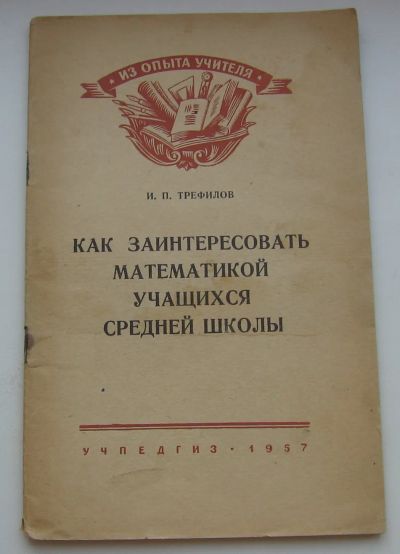 ИЗ ОПЫТА УЧИТЕЛЯ
И. П. ТРЕФИЛОВ
КАК ЗАИНТЕРЕСОВАТЬ
МАТЕМАТИКОЙ
УЧАЩИХСЯ
СРЕДНЕЙ ШКОЛЫ
УЧПЕДГИЗ · 1957